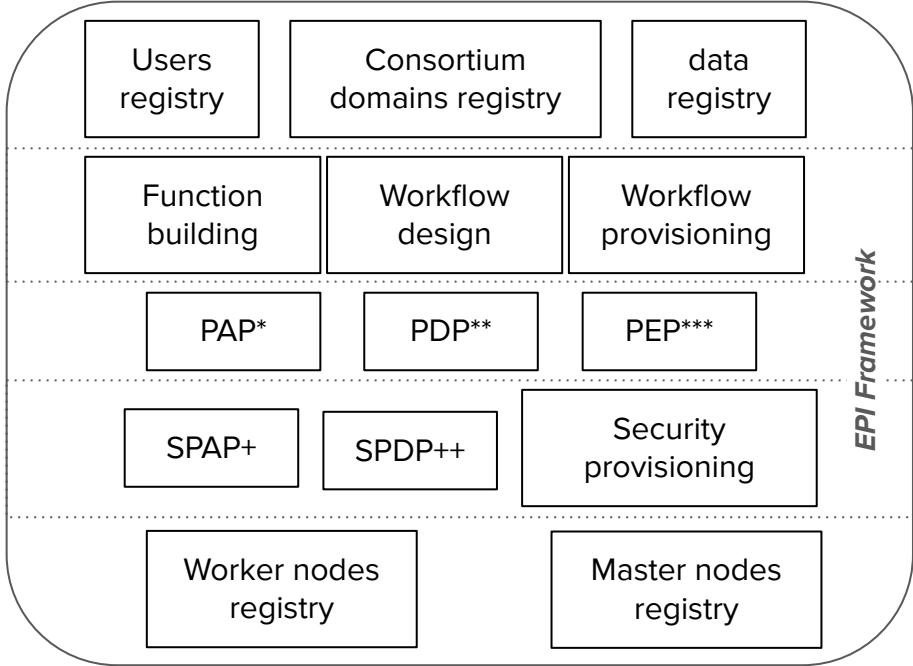 Users
registry
Consortium
domains registry
data
registry
Function
building
Workflow
design
Workflow
provisioning
PAP*
PDP**
PEP***
EPI Framework
SPAP+
SPDP++
Security
provisioning
Worker nodes
registry
Master nodes
registry